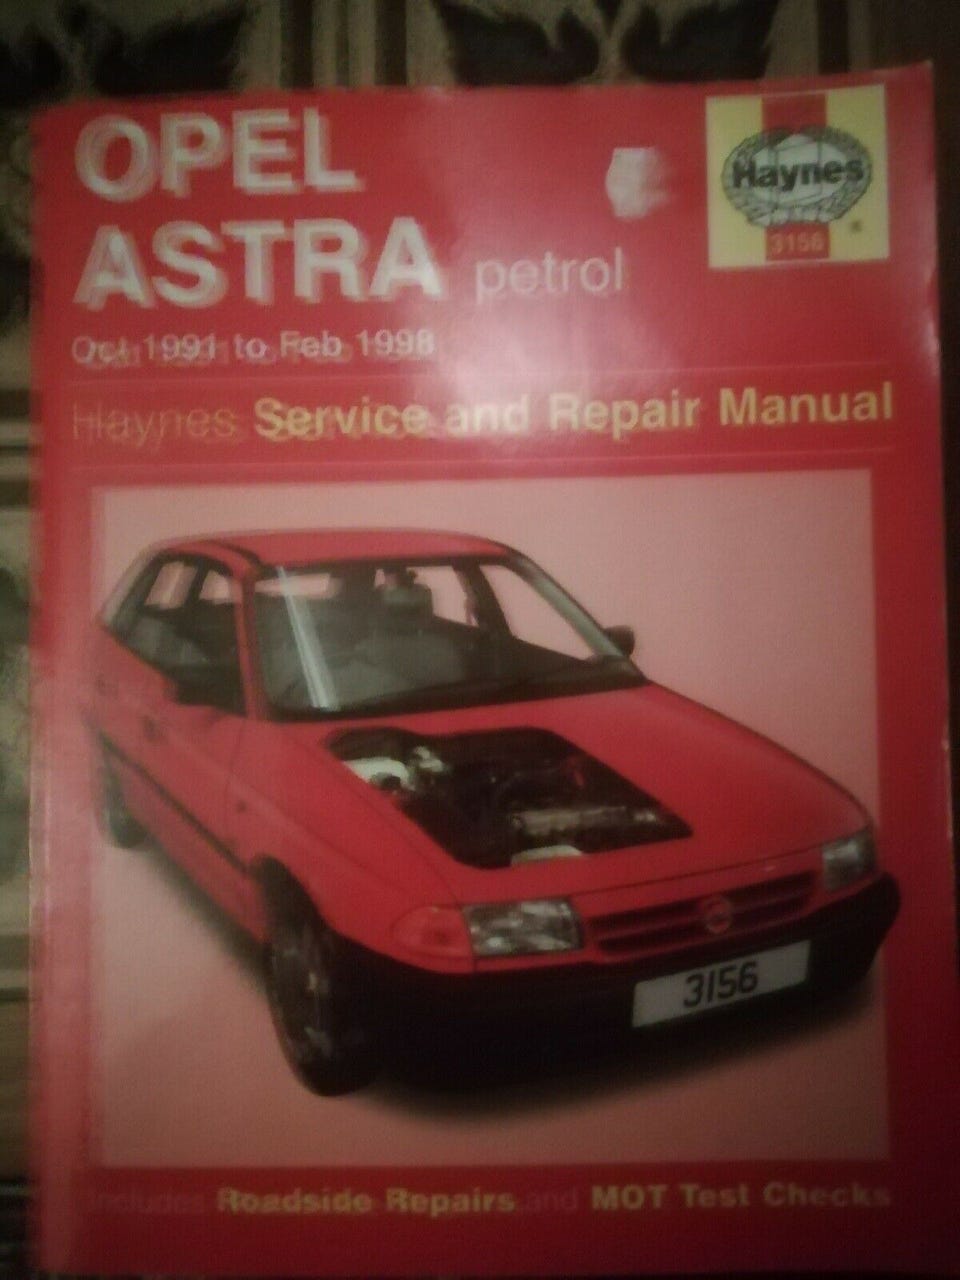 OPEL
ASTRA petrol
Haynes
®
3156
Oct 1991 to Feb 1998
Haynes Service and Repair Manual
3156
Includes Roadside Repairs and MOT Test Checks